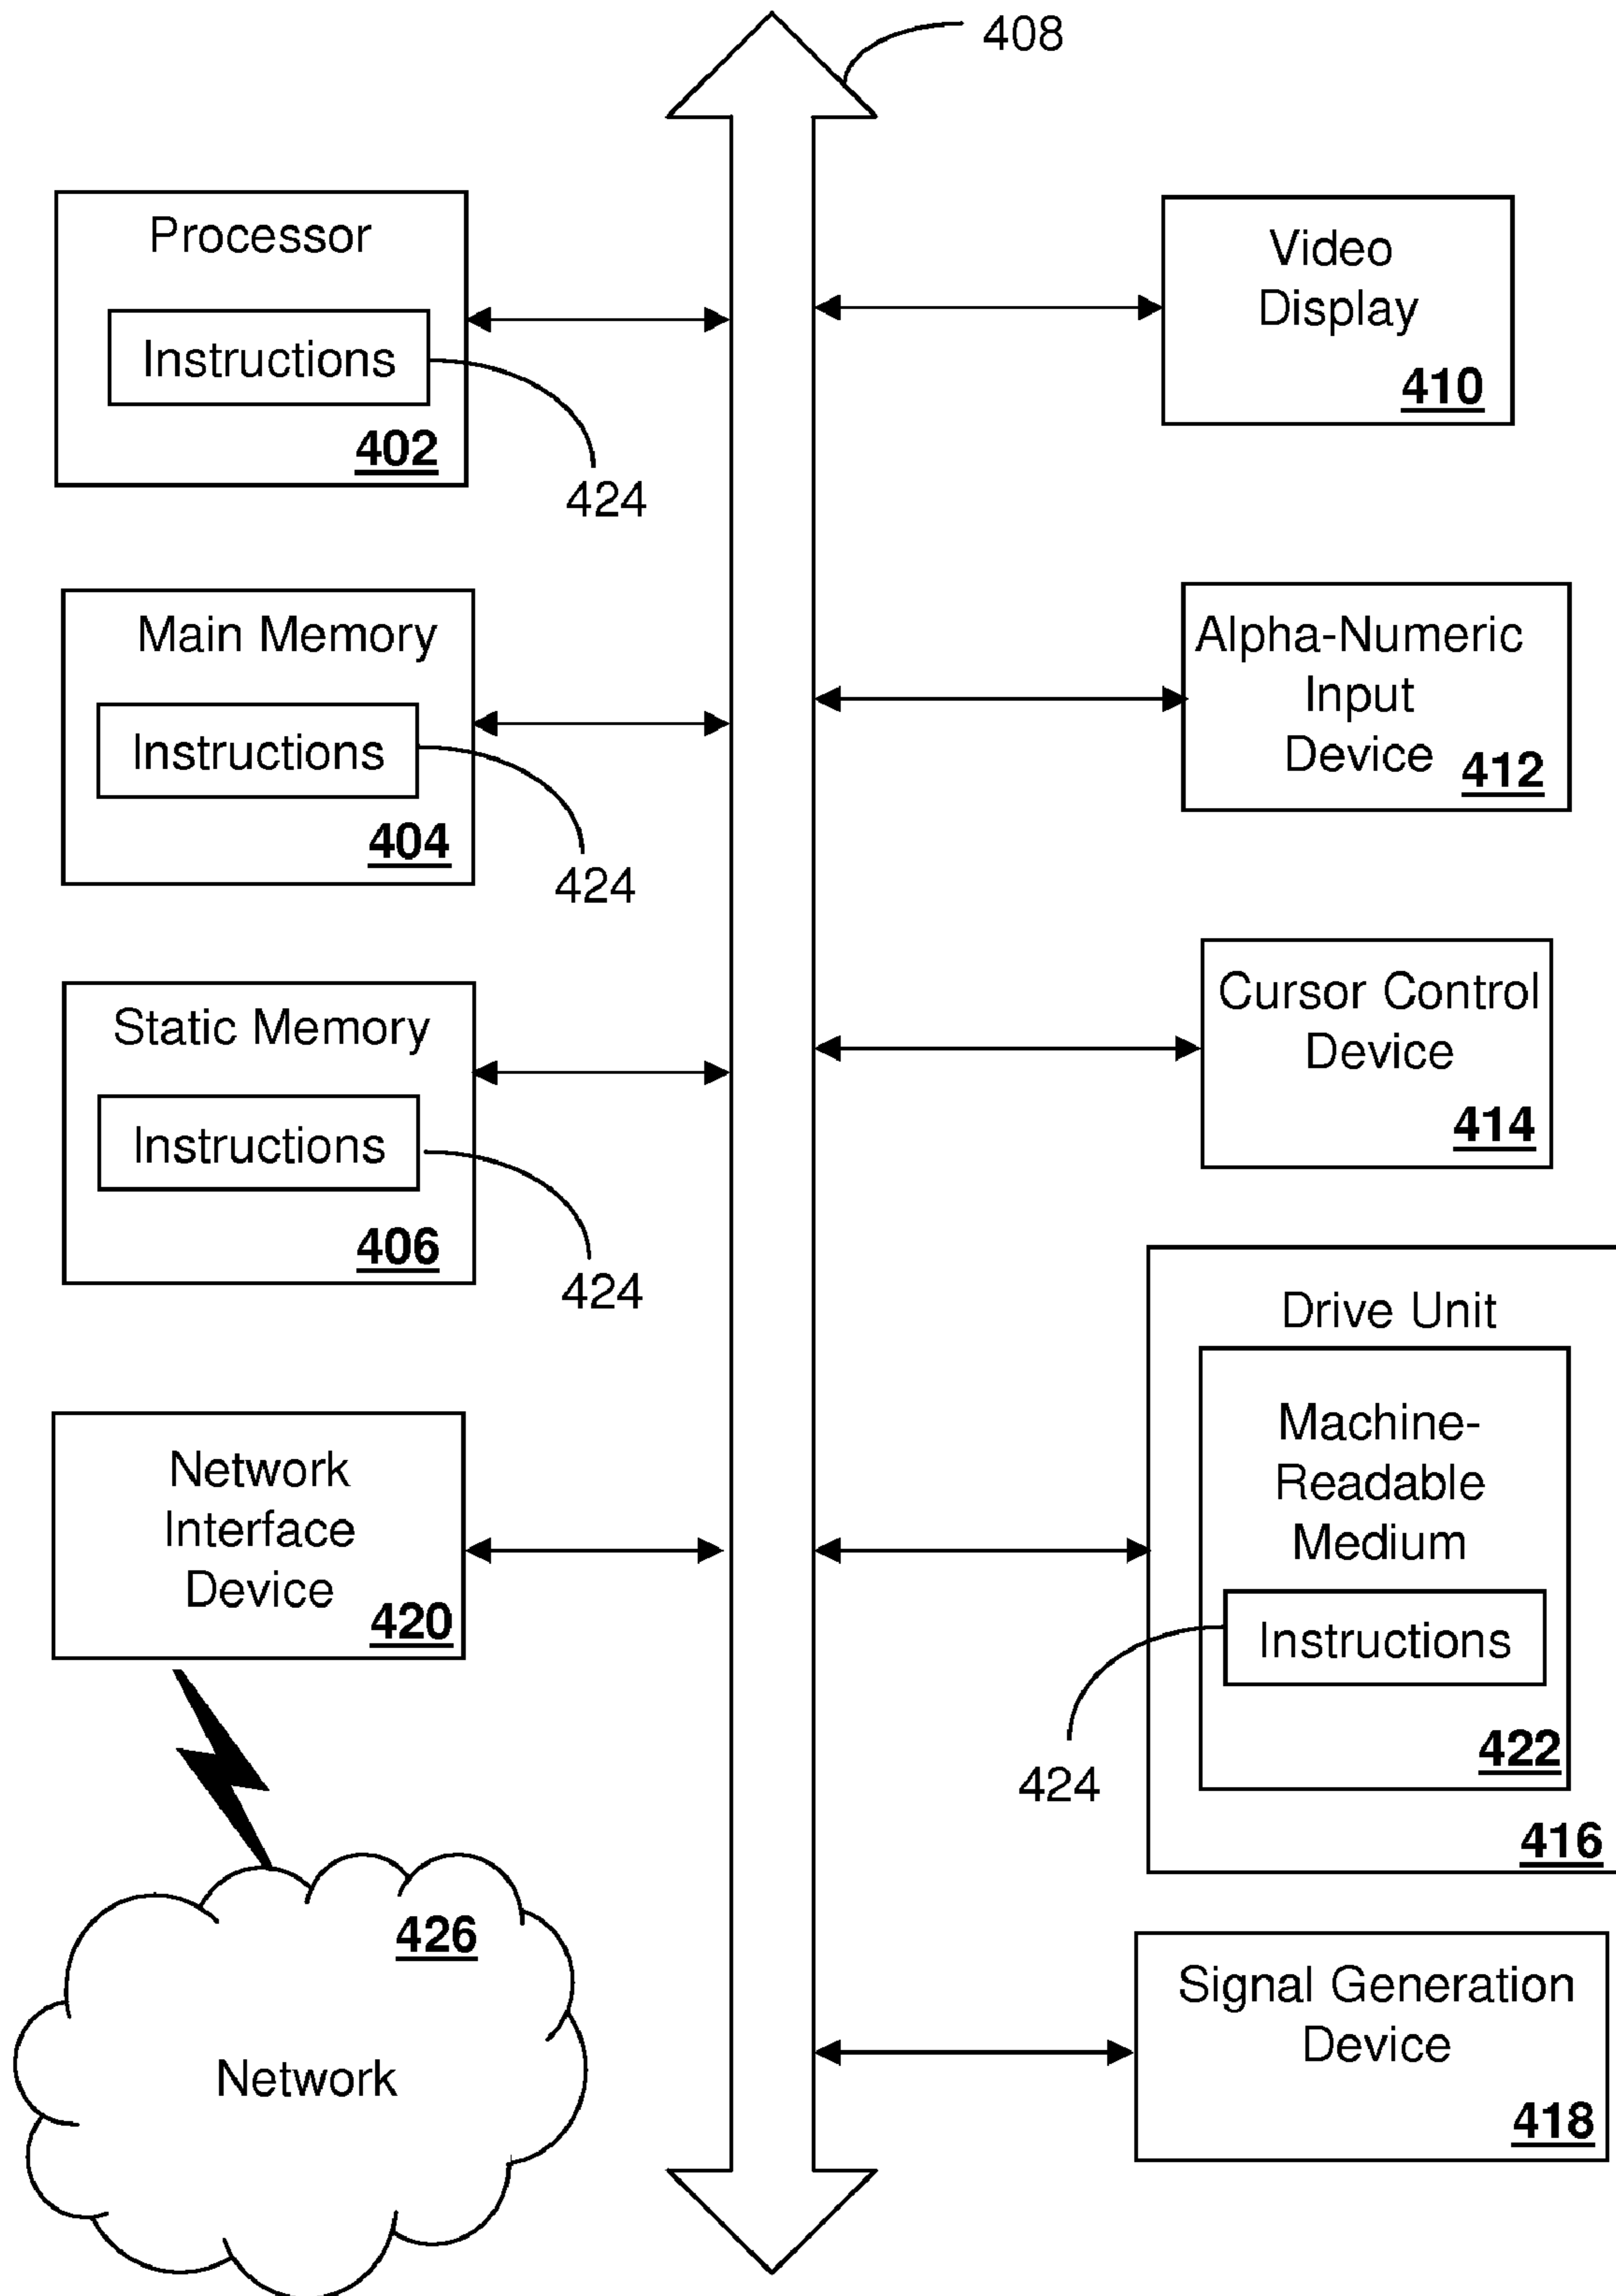 408
Processor
Instructions
402
424
Main Memory
Instructions
404
424
Static Memory
Instructions
406
424
Network
Interface
Device
420
426
Network
Video
Display
410
Alpha-Numeric
Input
Device
412
Cursor Control
Device
414
Drive Unit
Machine-
Readable
Medium
Instructions
424
422
416
Signal Generation
Device
418